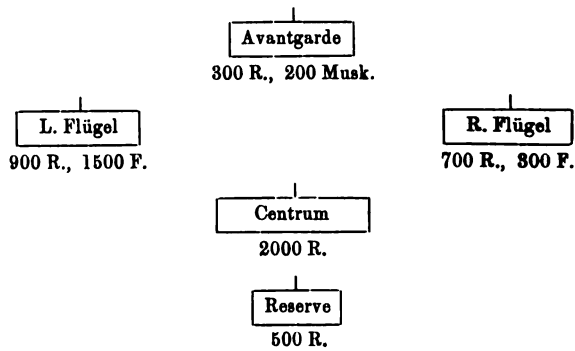 Avantgarde
300 R., 200 Musk.
L. Flügel
900 R., 1500 F.
R. Flügel
700 R., 800 F.
Centrum
2000 R.
Reserve
500 R.